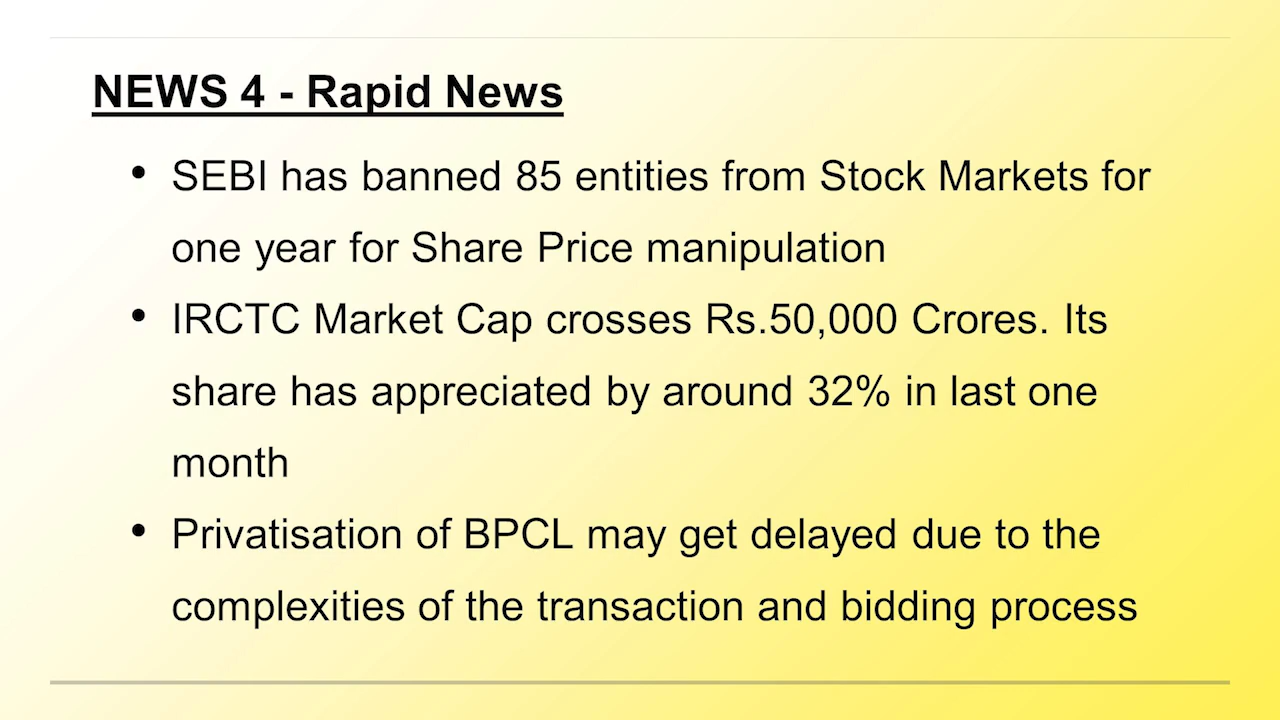 NEWS 4 - Rapid News
• SEBI has banned 85 entities from Stock Markets for
one year for Share Price manipulation
• IRCTC Market Cap crosses Rs.50,000 Crores. Its
share has appreciated by around 32% in last one
month
• Privatisation of BPCL may get delayed due to the
complexities of the transaction and bidding process